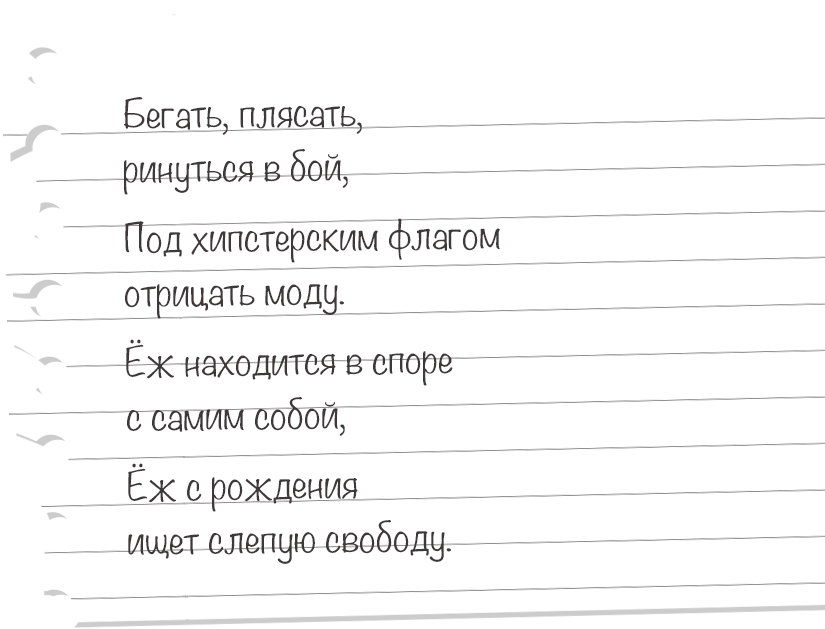 Бегать, плясать,
ринуться в бой,
Под хипстерским флагом
отрицать моду.
Ёж находится в споре
с самим собой,
Ёж с рождения
ищет слепую свободу.